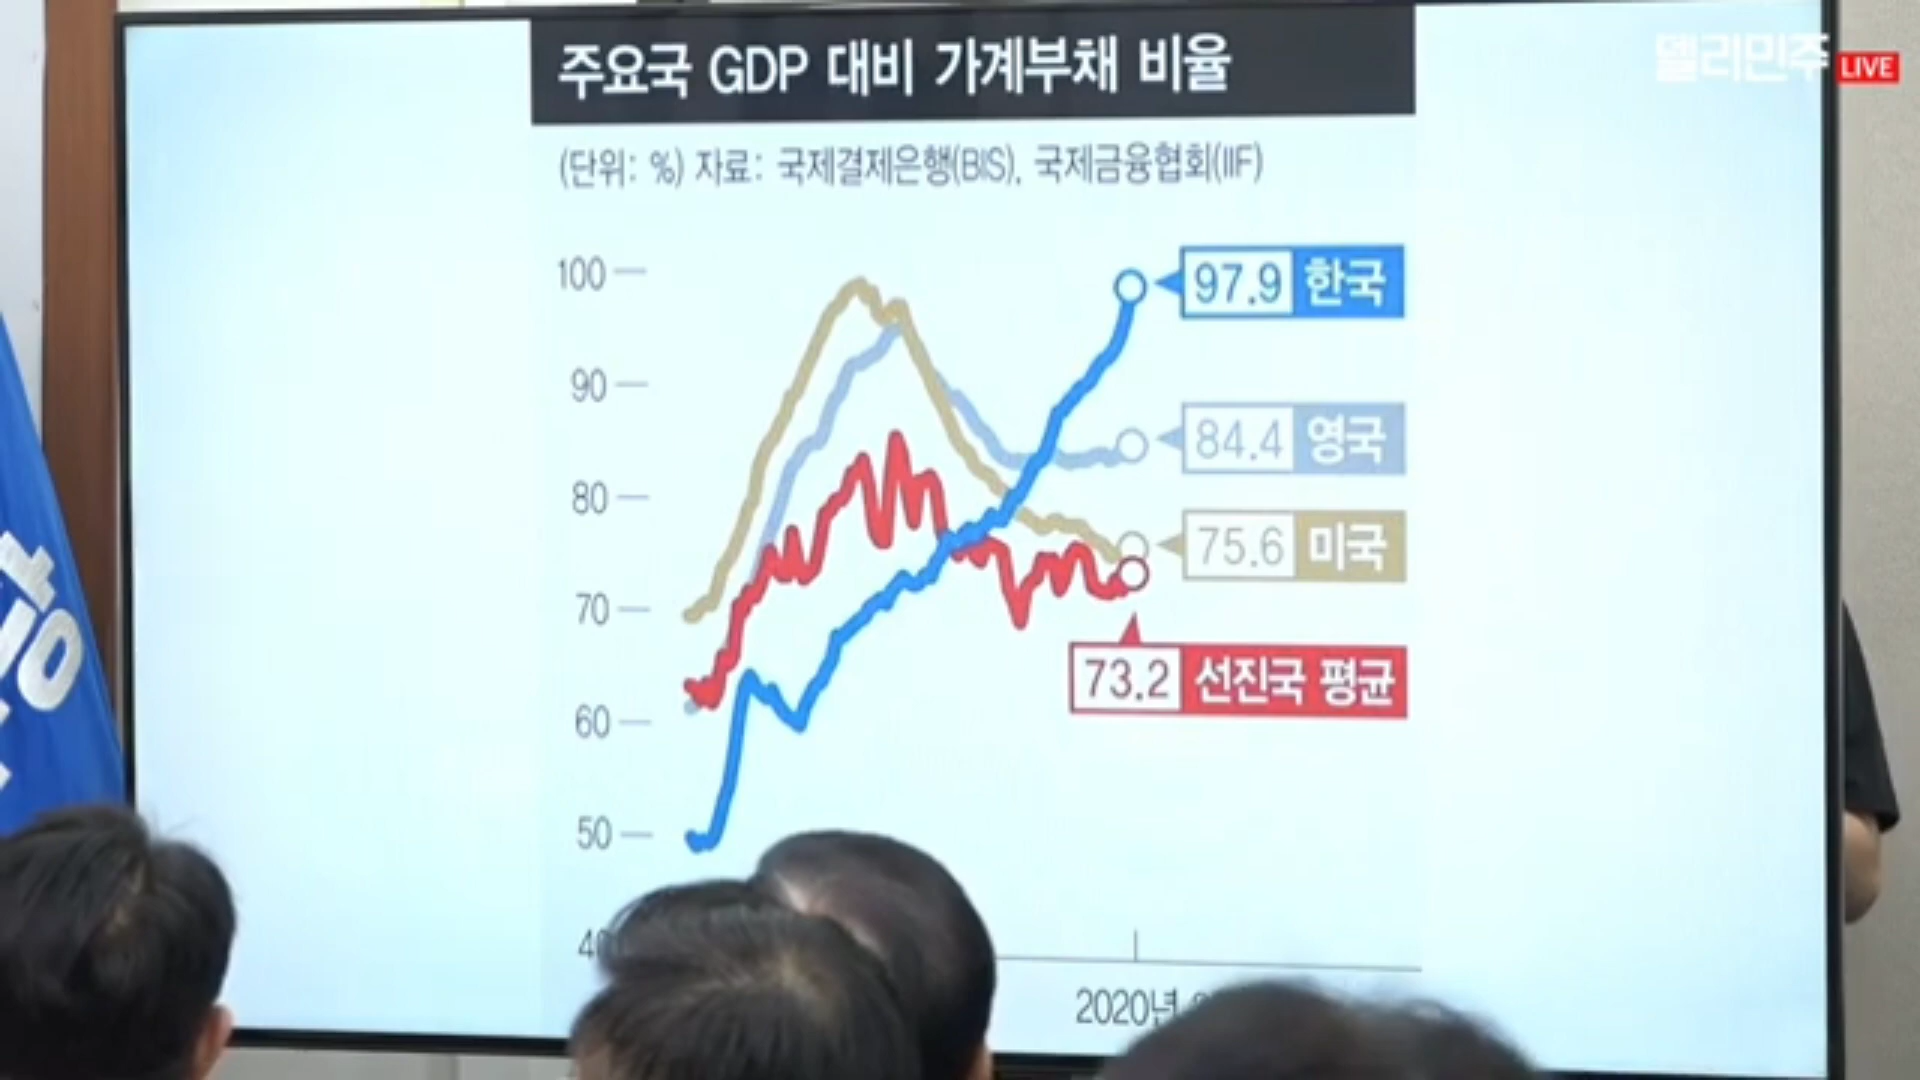 주요국 GDP 대비 가계부채 비율
델리민주 LIVE
(단위: %) 자료: 국제결제은행(BIS), 국제금융협회(IIF)
100
97.9 한국
90
84.4 영국
80
75.6 미국
70
73.2 선진국 평균
60
50
2020년